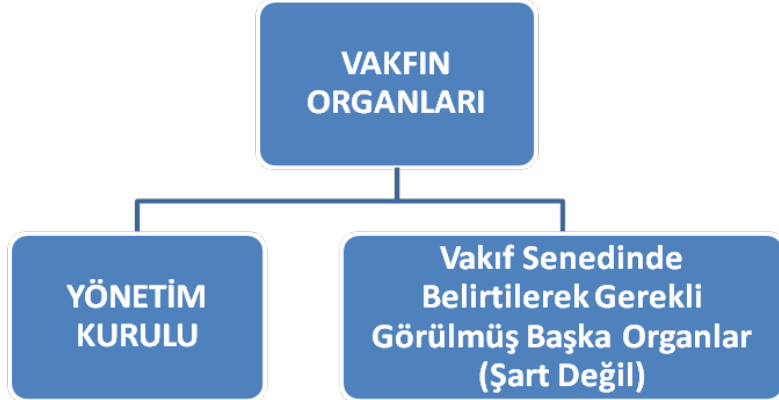 VAKFIN
ORGANLARI
YÖNETİM
KURULU
Vakıf Senedinde
Belirtilerek Gerekli
Görülmüş Başka Organlar
(Şart Değil)